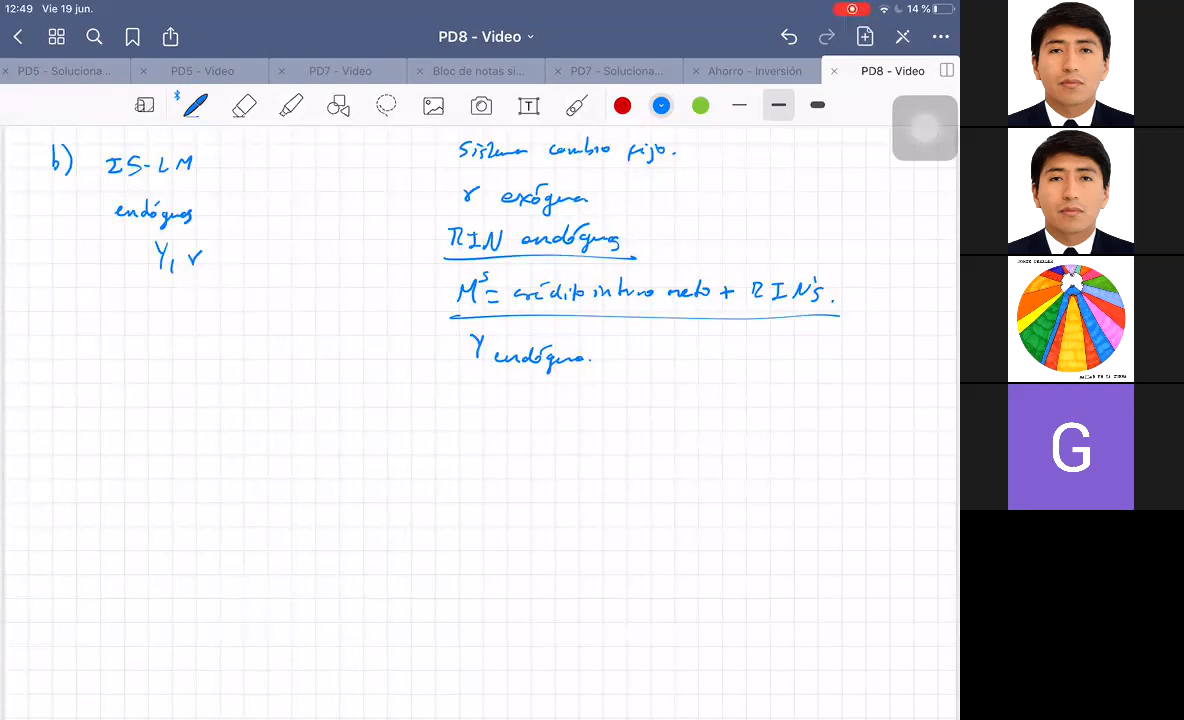 12:49 Vie 19 jun.
14 %
PD8 - Video
PD5 - Soluciona...
PD5 - Video
PD7 - Video
Bloc de notas si...
PD7 - Soluciona...
Ahorro - Inversión
PD8 - Video
b) IS-LM
endógenas
Y, r
Sistema cambio fijo.
r exógena
RIN endógenas
Mˢ = crédito interno neto + RIN's.
Y endógena.
G